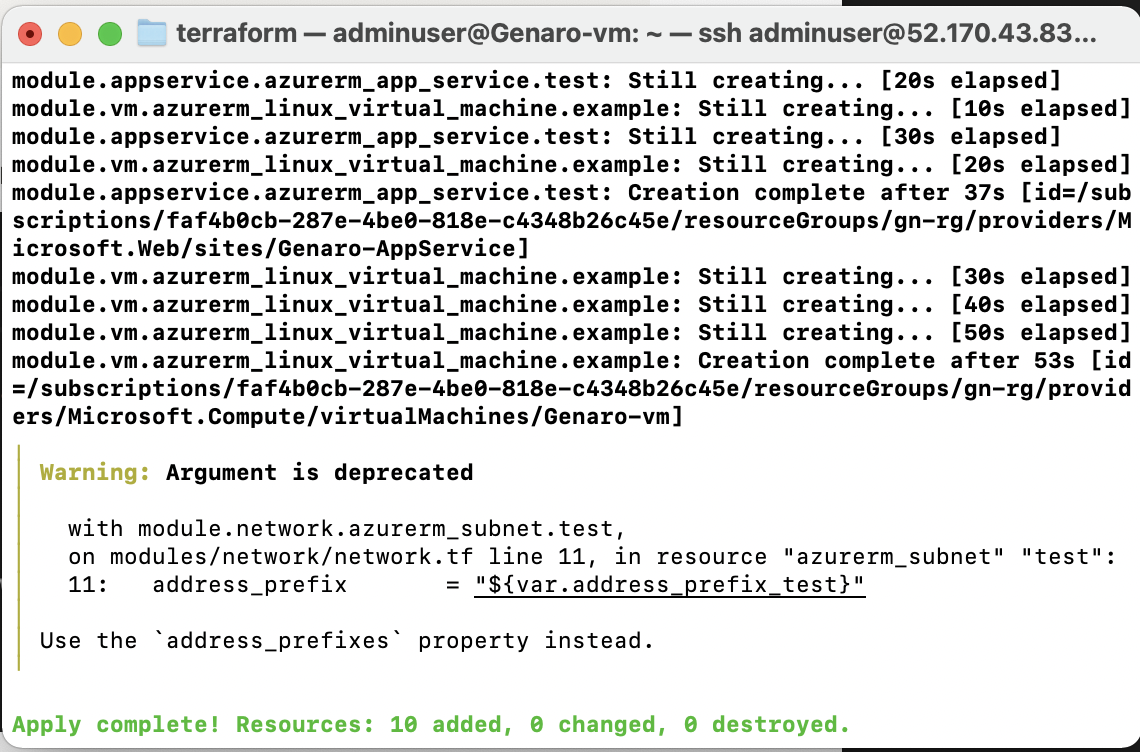 terraform — adminuser@Genaro-vm: ~ — ssh adminuser@52.170.43.83...
module.appservice.azurerm_app_service.test: Still creating... [20s elapsed]
module.vm.azurerm_linux_virtual_machine.example: Still creating... [10s elapsed]
module.appservice.azurerm_app_service.test: Still creating... [30s elapsed]
module.vm.azurerm_linux_virtual_machine.example: Still creating... [20s elapsed]
module.appservice.azurerm_app_service.test: Creation complete after 37s [id=/sub
scriptions/faf4b0cb-287e-4be0-818e-c4348b26c45e/resourceGroups/gn-rg/providers/M
icrosoft.Web/sites/Genaro-AppService]
module.vm.azurerm_linux_virtual_machine.example: Still creating... [30s elapsed]
module.vm.azurerm_linux_virtual_machine.example: Still creating... [40s elapsed]
module.vm.azurerm_linux_virtual_machine.example: Still creating... [50s elapsed]
module.vm.azurerm_linux_virtual_machine.example: Creation complete after 53s [id
=/subscriptions/faf4b0cb-287e-4be0-818e-c4348b26c45e/resourceGroups/gn-rg/provid
ers/Microsoft.Compute/virtualMachines/Genaro-vm]
Warning: Argument is deprecated
with module.network.azurerm_subnet.test,
on modules/network/network.tf line 11, in resource "azurerm_subnet" "test":
11:   address_prefix       = "${var.address_prefix_test}"
Use the `address_prefixes` property instead.
Apply complete! Resources: 10 added, 0 changed, 0 destroyed.